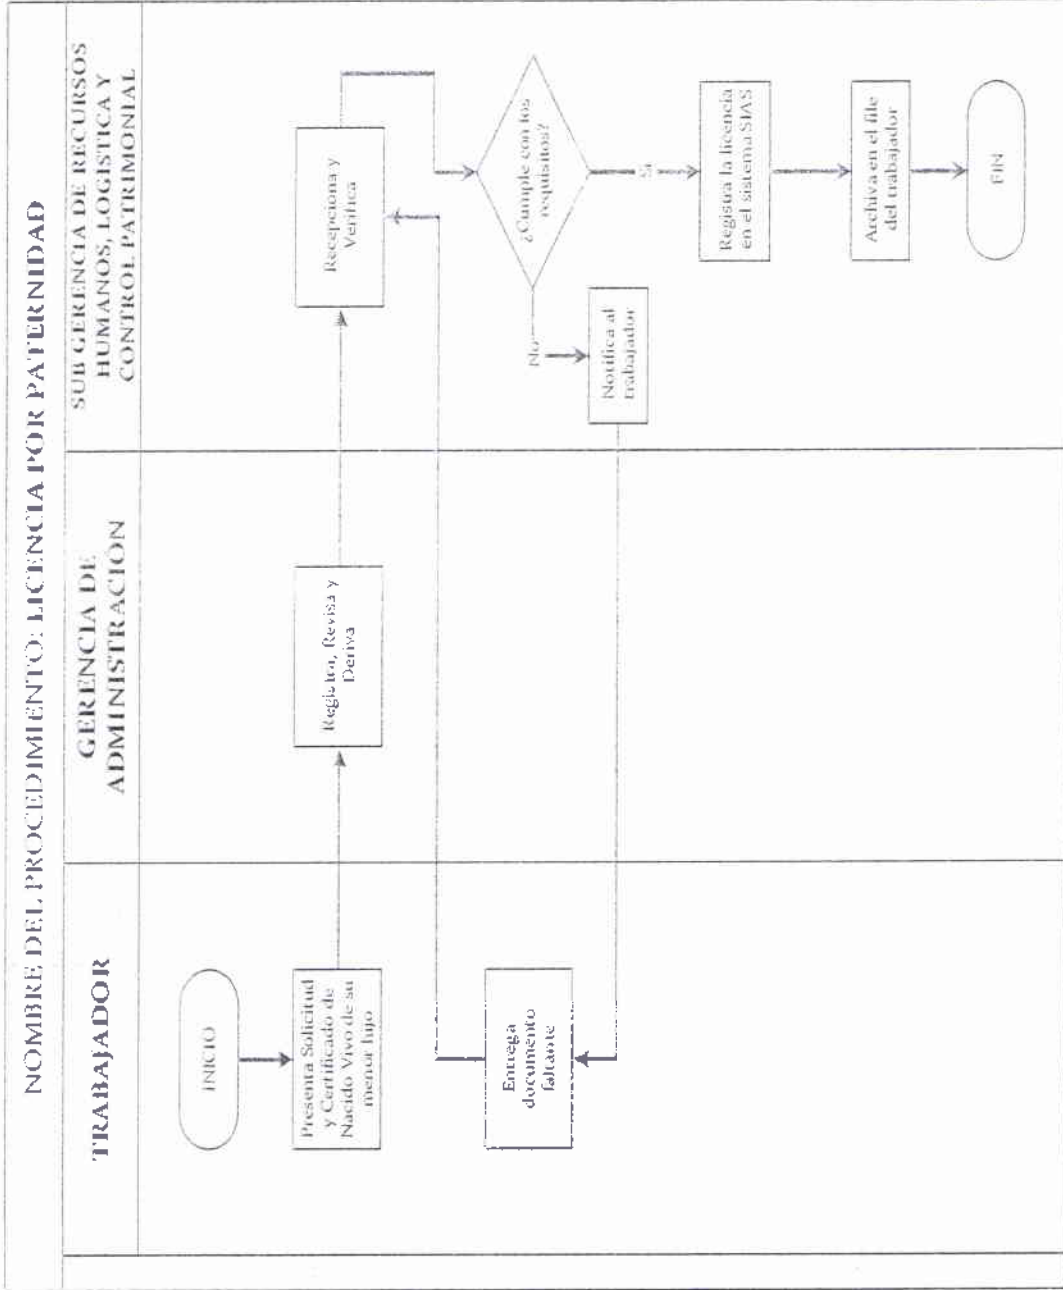 NOMBRE DEL PROCEDIMIENTO: LICENCIA POR PATERNIDAD
TRABAJADOR
GERENCIA DE
ADMINISTRACIÓN
SUB GERENCIA DE RECURSOS
HUMANOS, LOGISTICA Y
CONTROL PATRIMONIAL
INICIO
Presenta Solicitud
y Certificado de
Nacido Vivo de su
menor hijo
Registra, Revisa y
Deriva
Recepciona y
Verifica
Entrega
documento
faltante
¿Cumple con los
requisitos?
No
Notifica al
trabajador
Si
Registra la licencia
en el sistema SIAS
Archiva en el file
del trabajador
FIN